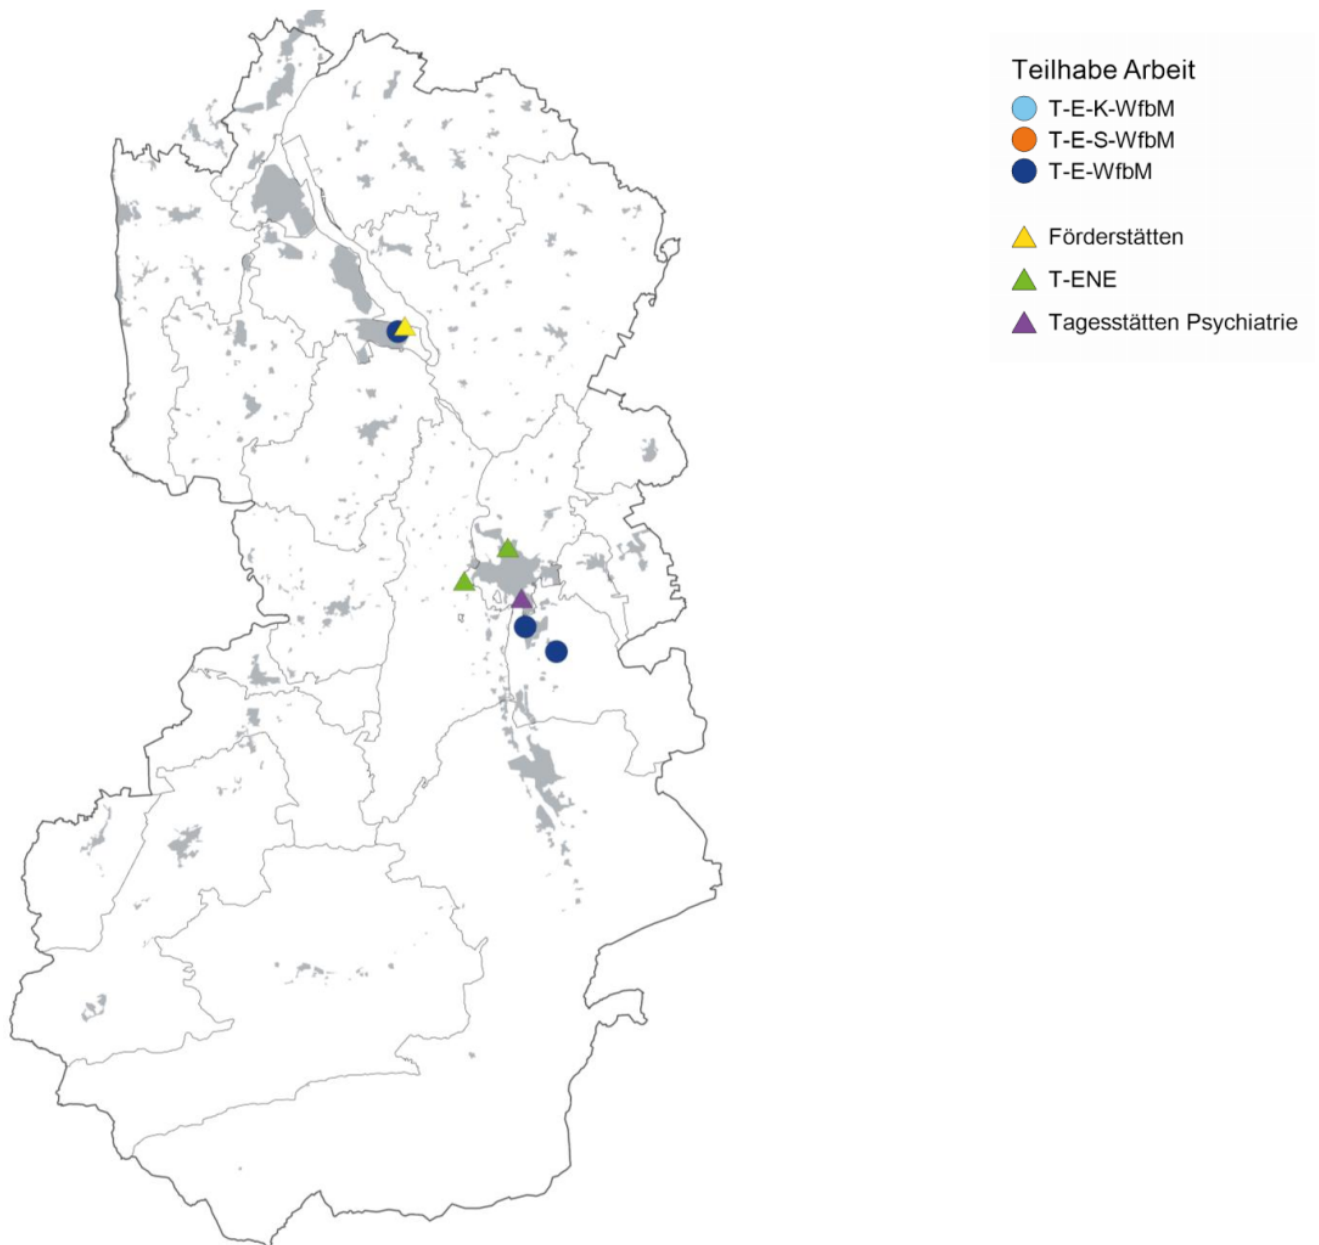 Teilhabe Arbeit
T-E-K-WfbM
T-E-S-WfbM
T-E-WfbM
Förderstätten
T-ENE
Tagesstätten Psychiatrie